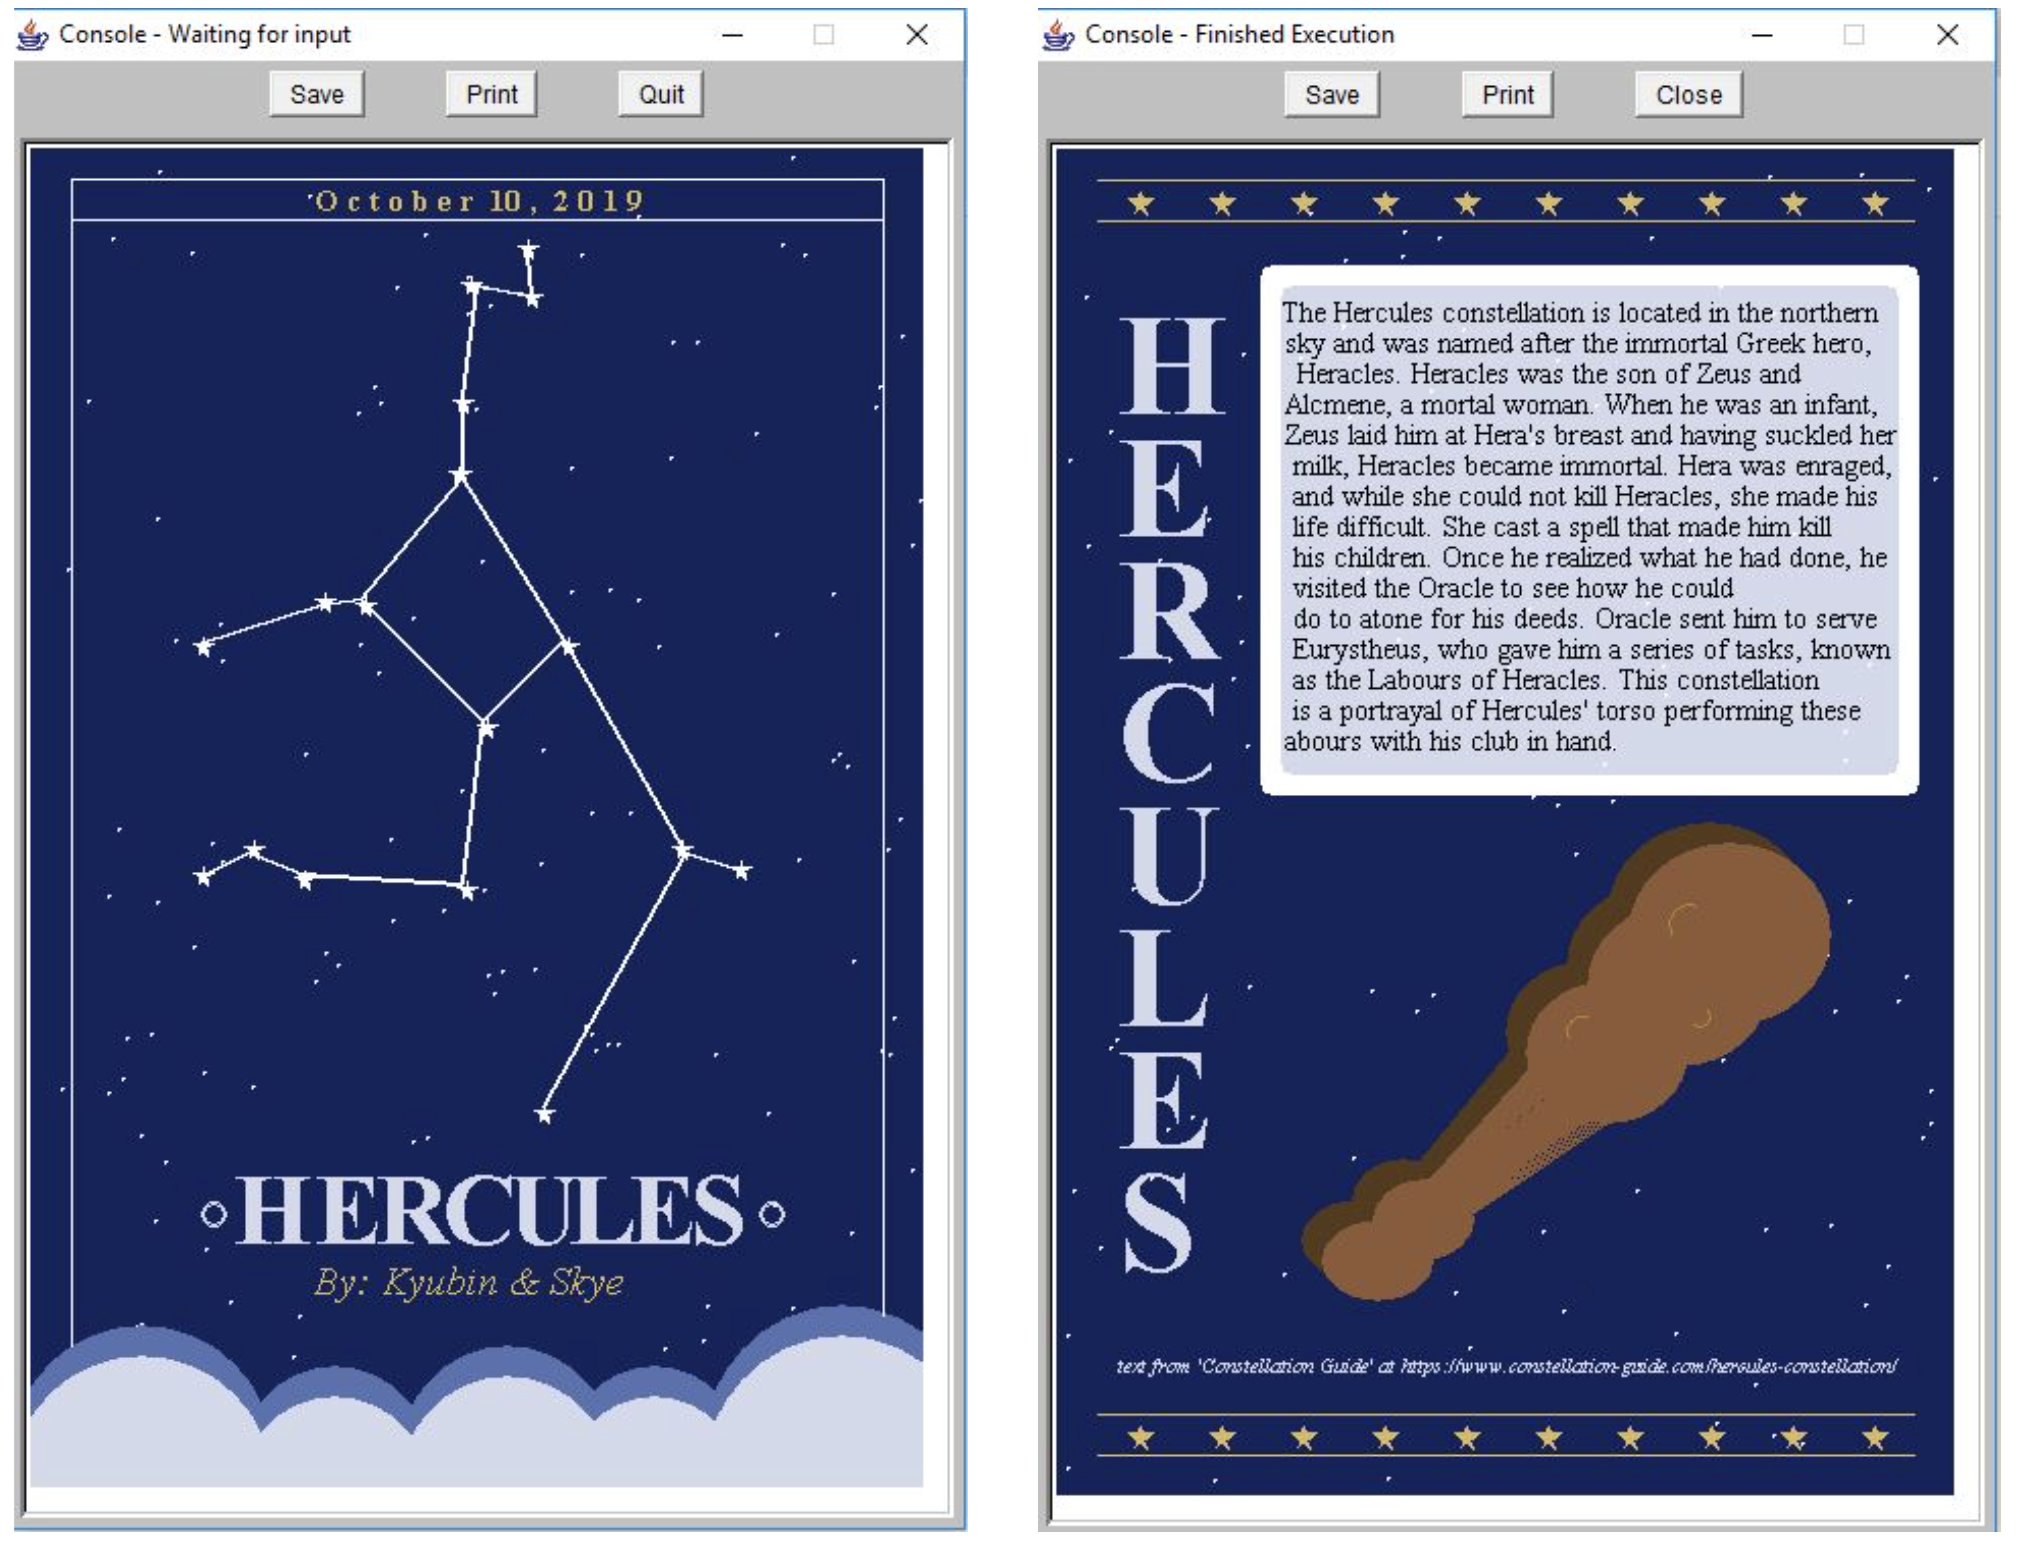 Console - Waiting for input
Save Print Quit
October 10, 2019
HERCULES
By: Kyubin & Skye
Console - Finished Execution
Save Print Close
HERCULES
The Hercules constellation is located in the northern
sky and was named after the immortal Greek hero,
Heracles. Heracles was the son of Zeus and
Alcmene, a mortal woman. When he was an infant,
Zeus laid him at Hera's breast and having suckled her
milk, Heracles became immortal. Hera was enraged,
and while she could not kill Heracles, she made his
life difficult. She cast a spell that made him kill
his children. Once he realized what he had done, he
visited the Oracle to see how he could
do to atone for his deeds. Oracle sent him to serve
Eurystheus, who gave him a series of tasks, known
as the Labours of Heracles. This constellation
is a portrayal of Hercules' torso performing these
abours with his club in hand.
text from 'Constellation Guide' at https://www.constellation-guide.com/hersules-constellation/